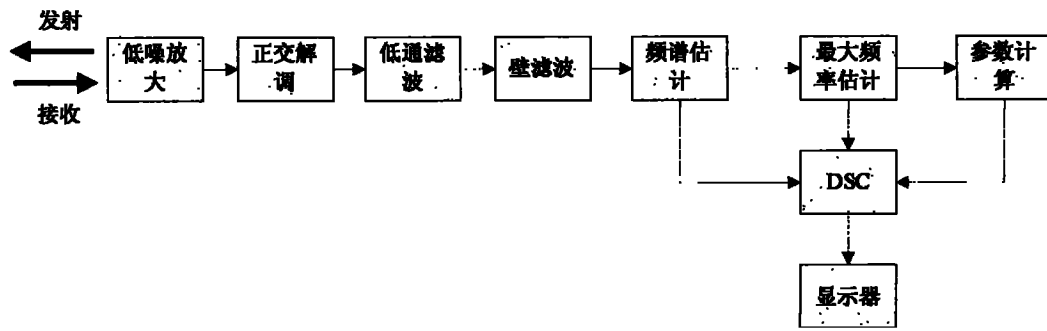 发射
接收
低噪放
大
正交解
调
低通滤
波
壁滤波
频谱估
计
最大频
率估计
参数计
算
DSC
显示器